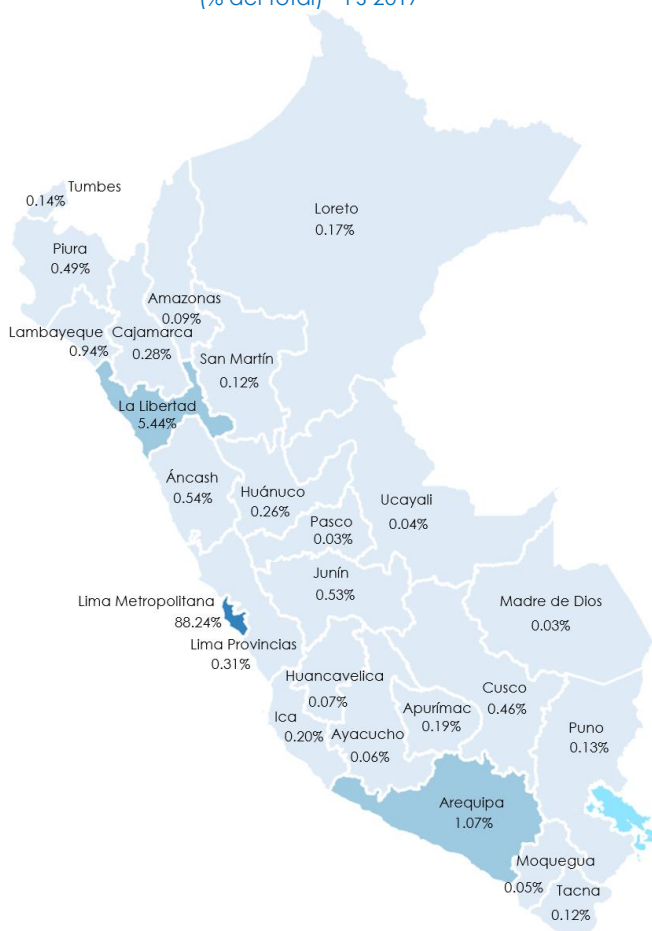 (% del total) - 1S 2017
Tumbes
0.14%
Loreto
0.17%
Piura
0.49%
Amazonas
0.09%
Lambayeque
0.94%
Cajamarca
0.28%
San Martín
0.12%
La Libertad
5.44%
Áncash
0.54%
Huánuco
0.26%
Ucayali
0.04%
Pasco
0.03%
Junín
0.53%
Lima Metropolitana
88.24%
Madre de Dios
0.03%
Lima Provincias
0.31%
Huancavelica
0.07%
Cusco
0.46%
Apurímac
0.19%
Ica
0.20%
Ayacucho
0.06%
Puno
0.13%
Arequipa
1.07%
Moquegua
0.05%
Tacna
0.12%